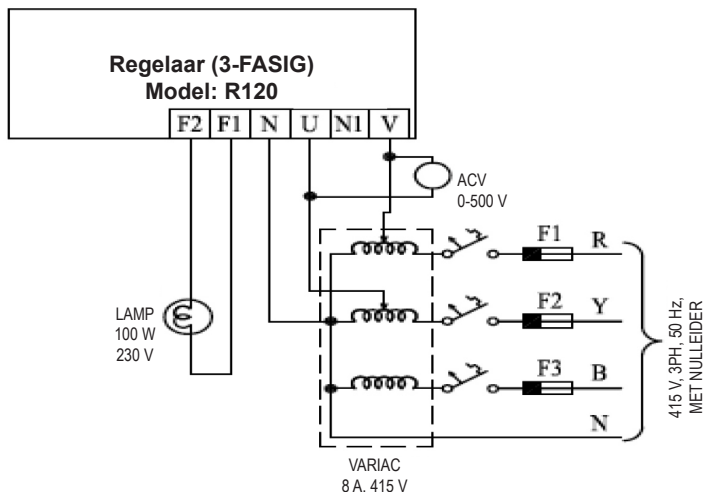 Regelaar (3-FASIG)
Model: R120
F2 F1 N U N1 V
ACV
0-500 V
F1 R
LAMP
100 W
230 V
F2 Y
F3 B
N
415 V, 3PH, 50 Hz,
MET NULLEIDER
VARIAC
8 A, 415 V